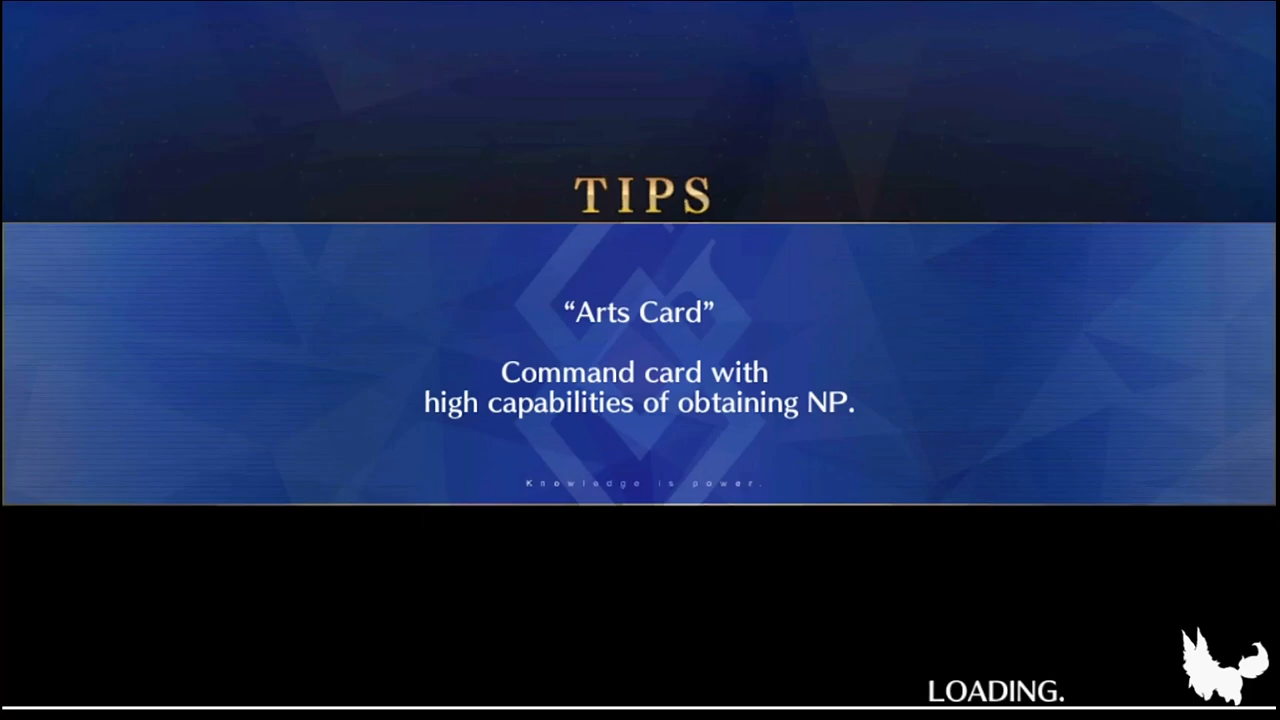 TIPS
“Arts Card”
Command card with
high capabilities of obtaining NP.
Knowledge is power.
LOADING.